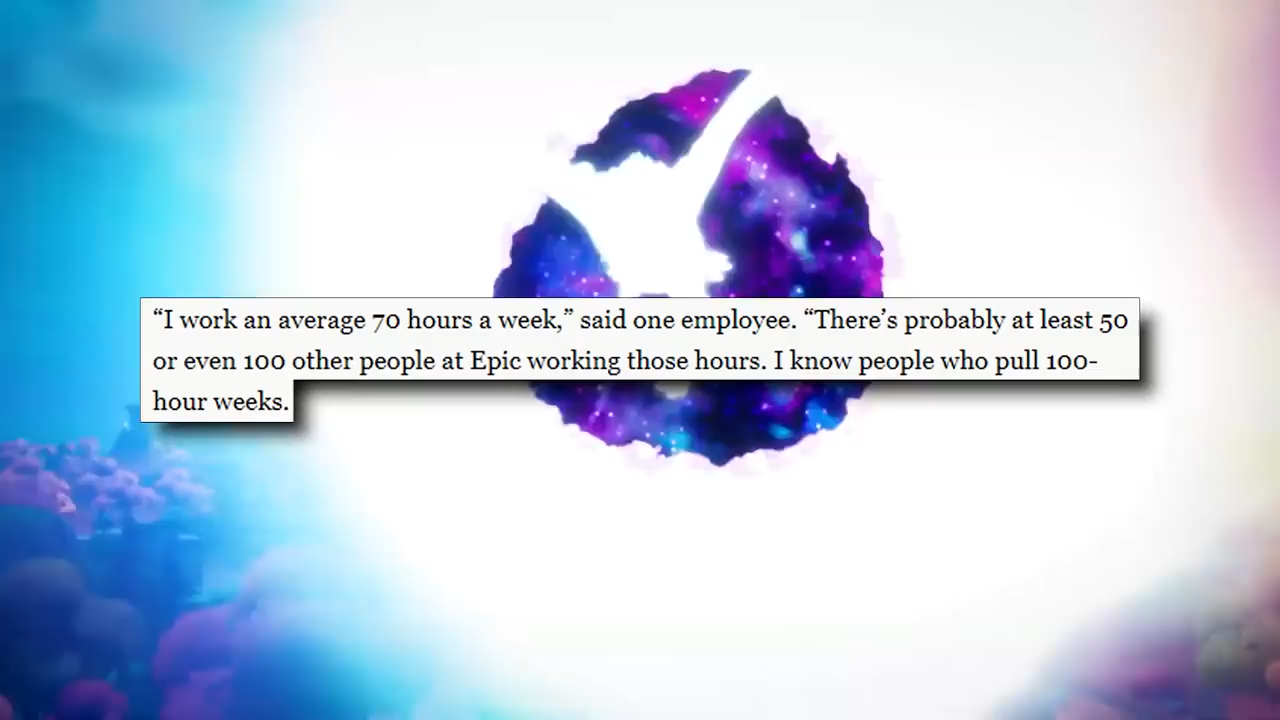 “I work an average 70 hours a week,” said one employee. “There’s probably at least 50
or even 100 other people at Epic working those hours. I know people who pull 100-
hour weeks.